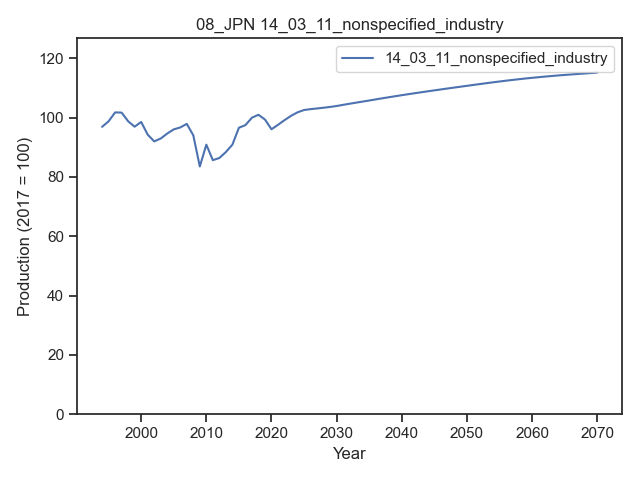 08_JPN 14_03_11_nonspecified_industry
14_03_11_nonspecified_industry
120
100
80
60
40
20
0
Production (2017 = 100)
2000 2010 2020 2030 2040 2050 2060 2070
Year